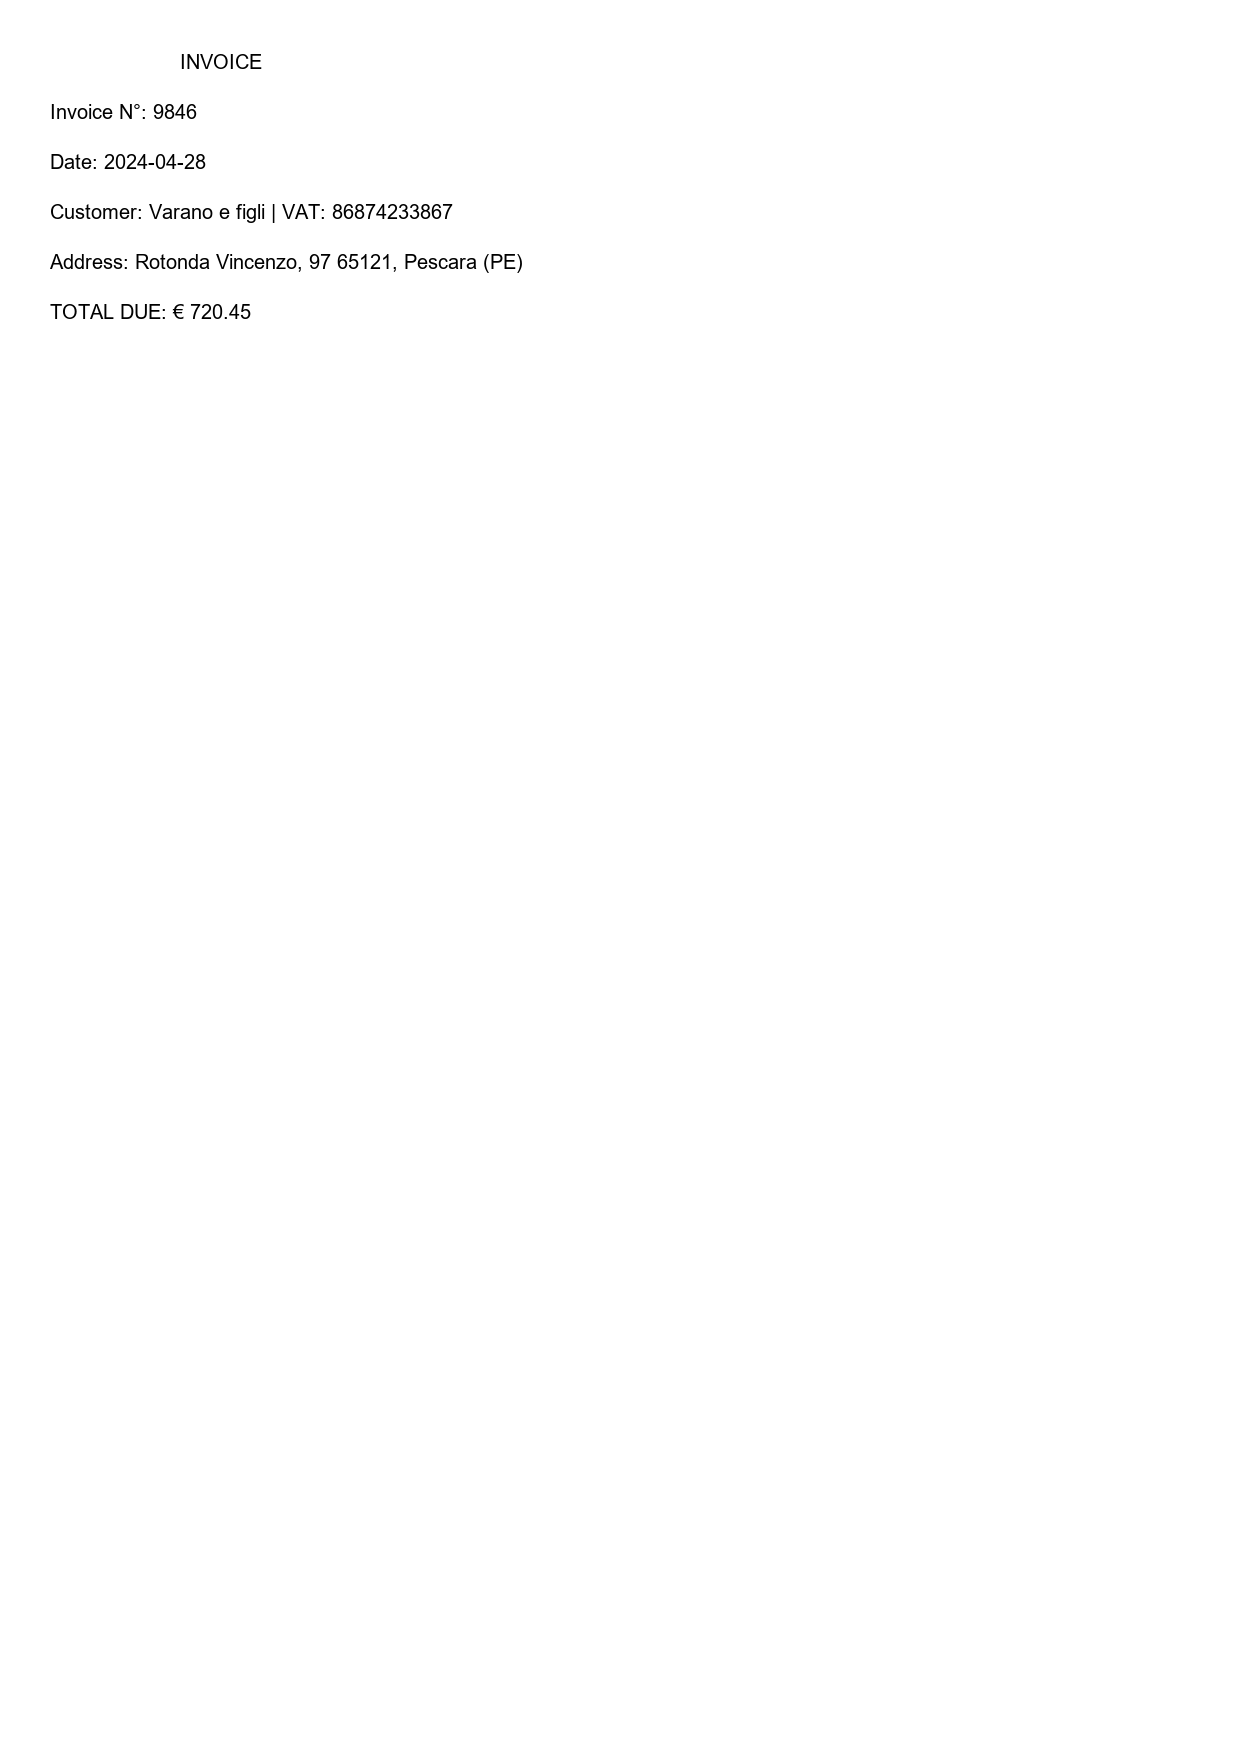 INVOICE
Invoice N°: 9846
Date: 2024-04-28
Customer: Varano e figli | VAT: 86874233867
Address: Rotonda Vincenzo, 97 65121, Pescara (PE)
TOTAL DUE: € 720.45